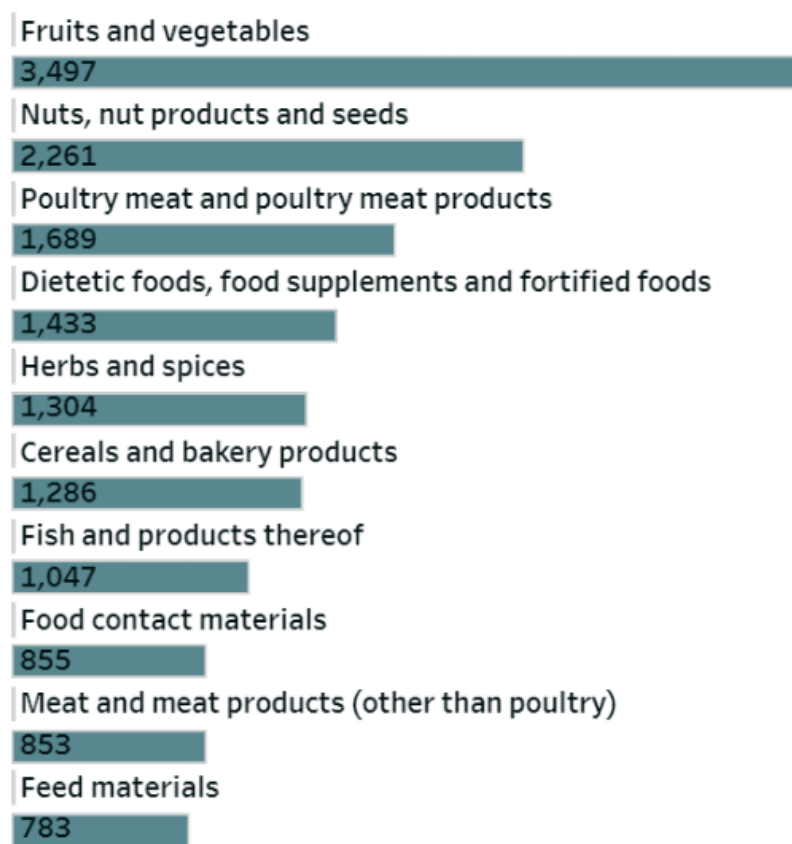 Fruits and vegetables
3,497
Nuts, nut products and seeds
2,261
Poultry meat and poultry meat products
1,689
Dietetic foods, food supplements and fortified foods
1,433
Herbs and spices
1,304
Cereals and bakery products
1,286
Fish and products thereof
1,047
Food contact materials
855
Meat and meat products (other than poultry)
853
Feed materials
783